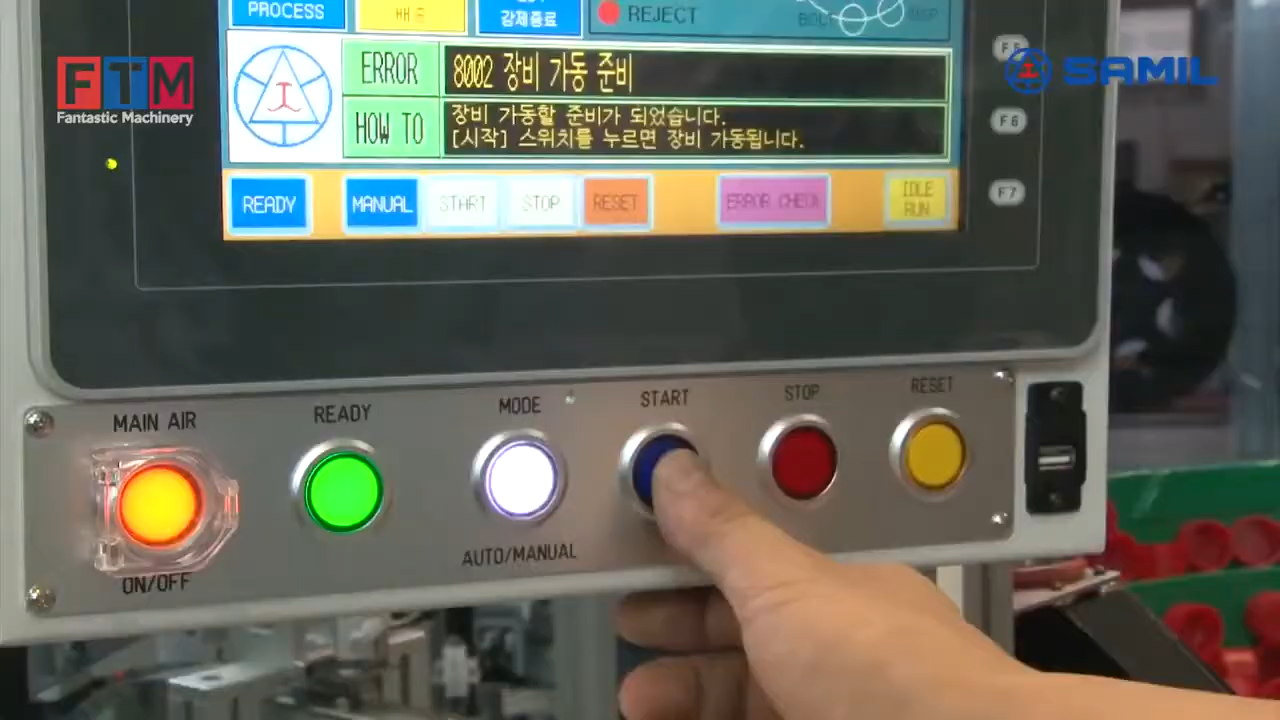 PROCESS
강제종료
REJECT
FTM
Fantastic Machinery
SAMIL
ERROR
8002 장비 가동 준비
HOW TO
장비 가동할 준비가 되었습니다.
[시작] 스위치를 누르면 장비 가동됩니다.
F6
F7
READY
MANUAL
START
STOP
RESET
ERROR CHECK
IDLE
RUN
MAIN AIR
READY
MODE
START
STOP
RESET
ON/OFF
AUTO/MANUAL